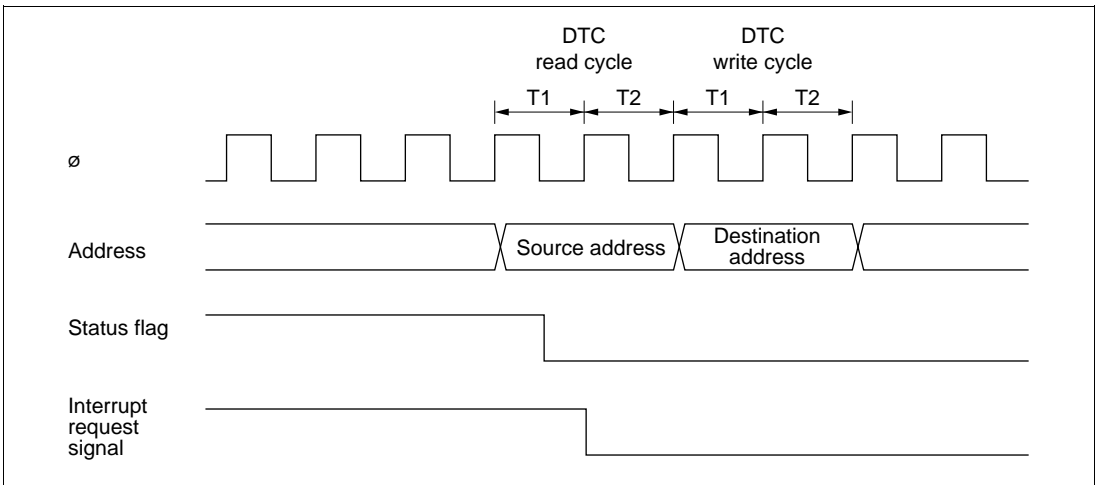 DTC
read cycle
DTC
write cycle
T1
T2
T1
T2
ø
Address
Source address
Destination
address
Status flag
Interrupt
request
signal